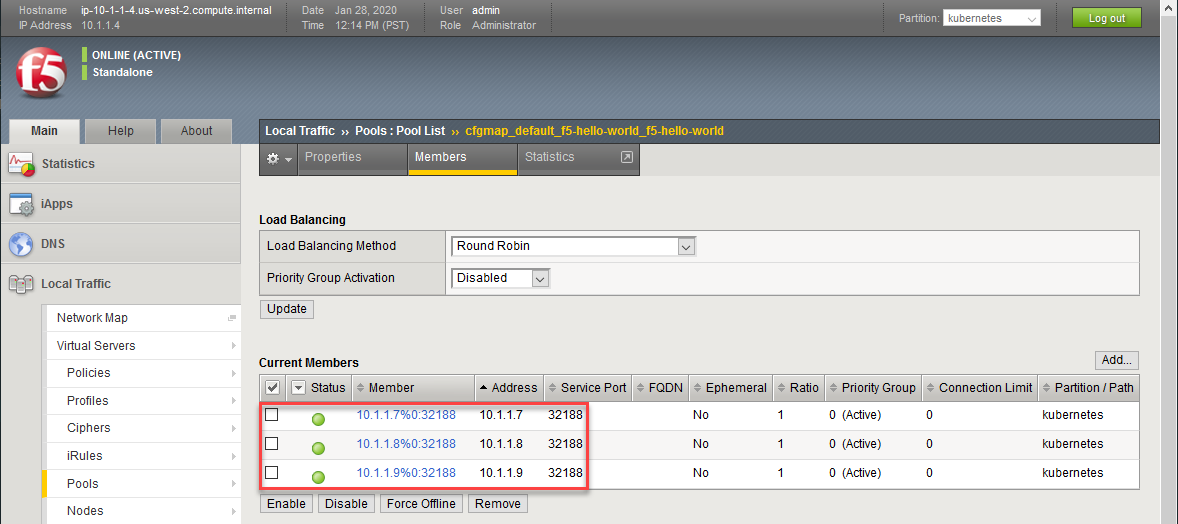 Hostname ip-10-1-1-4.us-west-2.compute.internal Date Jan 28, 2020 User admin Partition: kubernetes Log out
IP Address 10.1.1.4 Time 12:14 PM (PST) Role Administrator
f5
ONLINE (ACTIVE)
Standalone
Main Help About
Local Traffic ›› Pools : Pool List ›› cfgmap_default_f5-hello-world_f5-hello-world
Properties Members Statistics
Statistics
iApps
DNS
Local Traffic
Network Map
Virtual Servers
Policies
Profiles
Ciphers
iRules
Pools
Nodes
Load Balancing
Load Balancing Method Round Robin
Priority Group Activation Disabled
Update
Current Members Add...
Status Member Address Service Port FQDN Ephemeral Ratio Priority Group Connection Limit Partition / Path
10.1.1.7%0:32188 10.1.1.7 32188 No 1 0 (Active) 0 kubernetes
10.1.1.8%0:32188 10.1.1.8 32188 No 1 0 (Active) 0 kubernetes
10.1.1.9%0:32188 10.1.1.9 32188 No 1 0 (Active) 0 kubernetes
Enable Disable Force Offline Remove